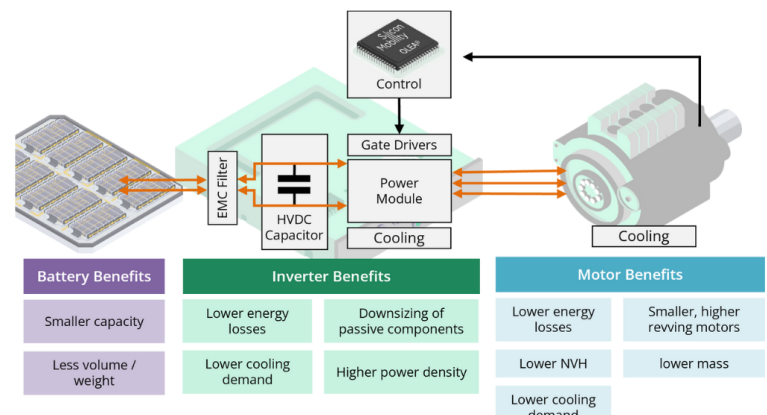 Silicon
Mobility
OLEA
Control
Gate Drivers
EMC Filter
HVDC
Capacitor
Power
Module
Cooling
Cooling
Battery Benefits
Smaller capacity
Less volume /
weight
Inverter Benefits
Lower energy
losses
Downsizing of
passive components
Lower cooling
demand
Higher power density
Motor Benefits
Lower energy
losses
Smaller, higher
revving motors
Lower NVH
lower mass
Lower cooling
demand